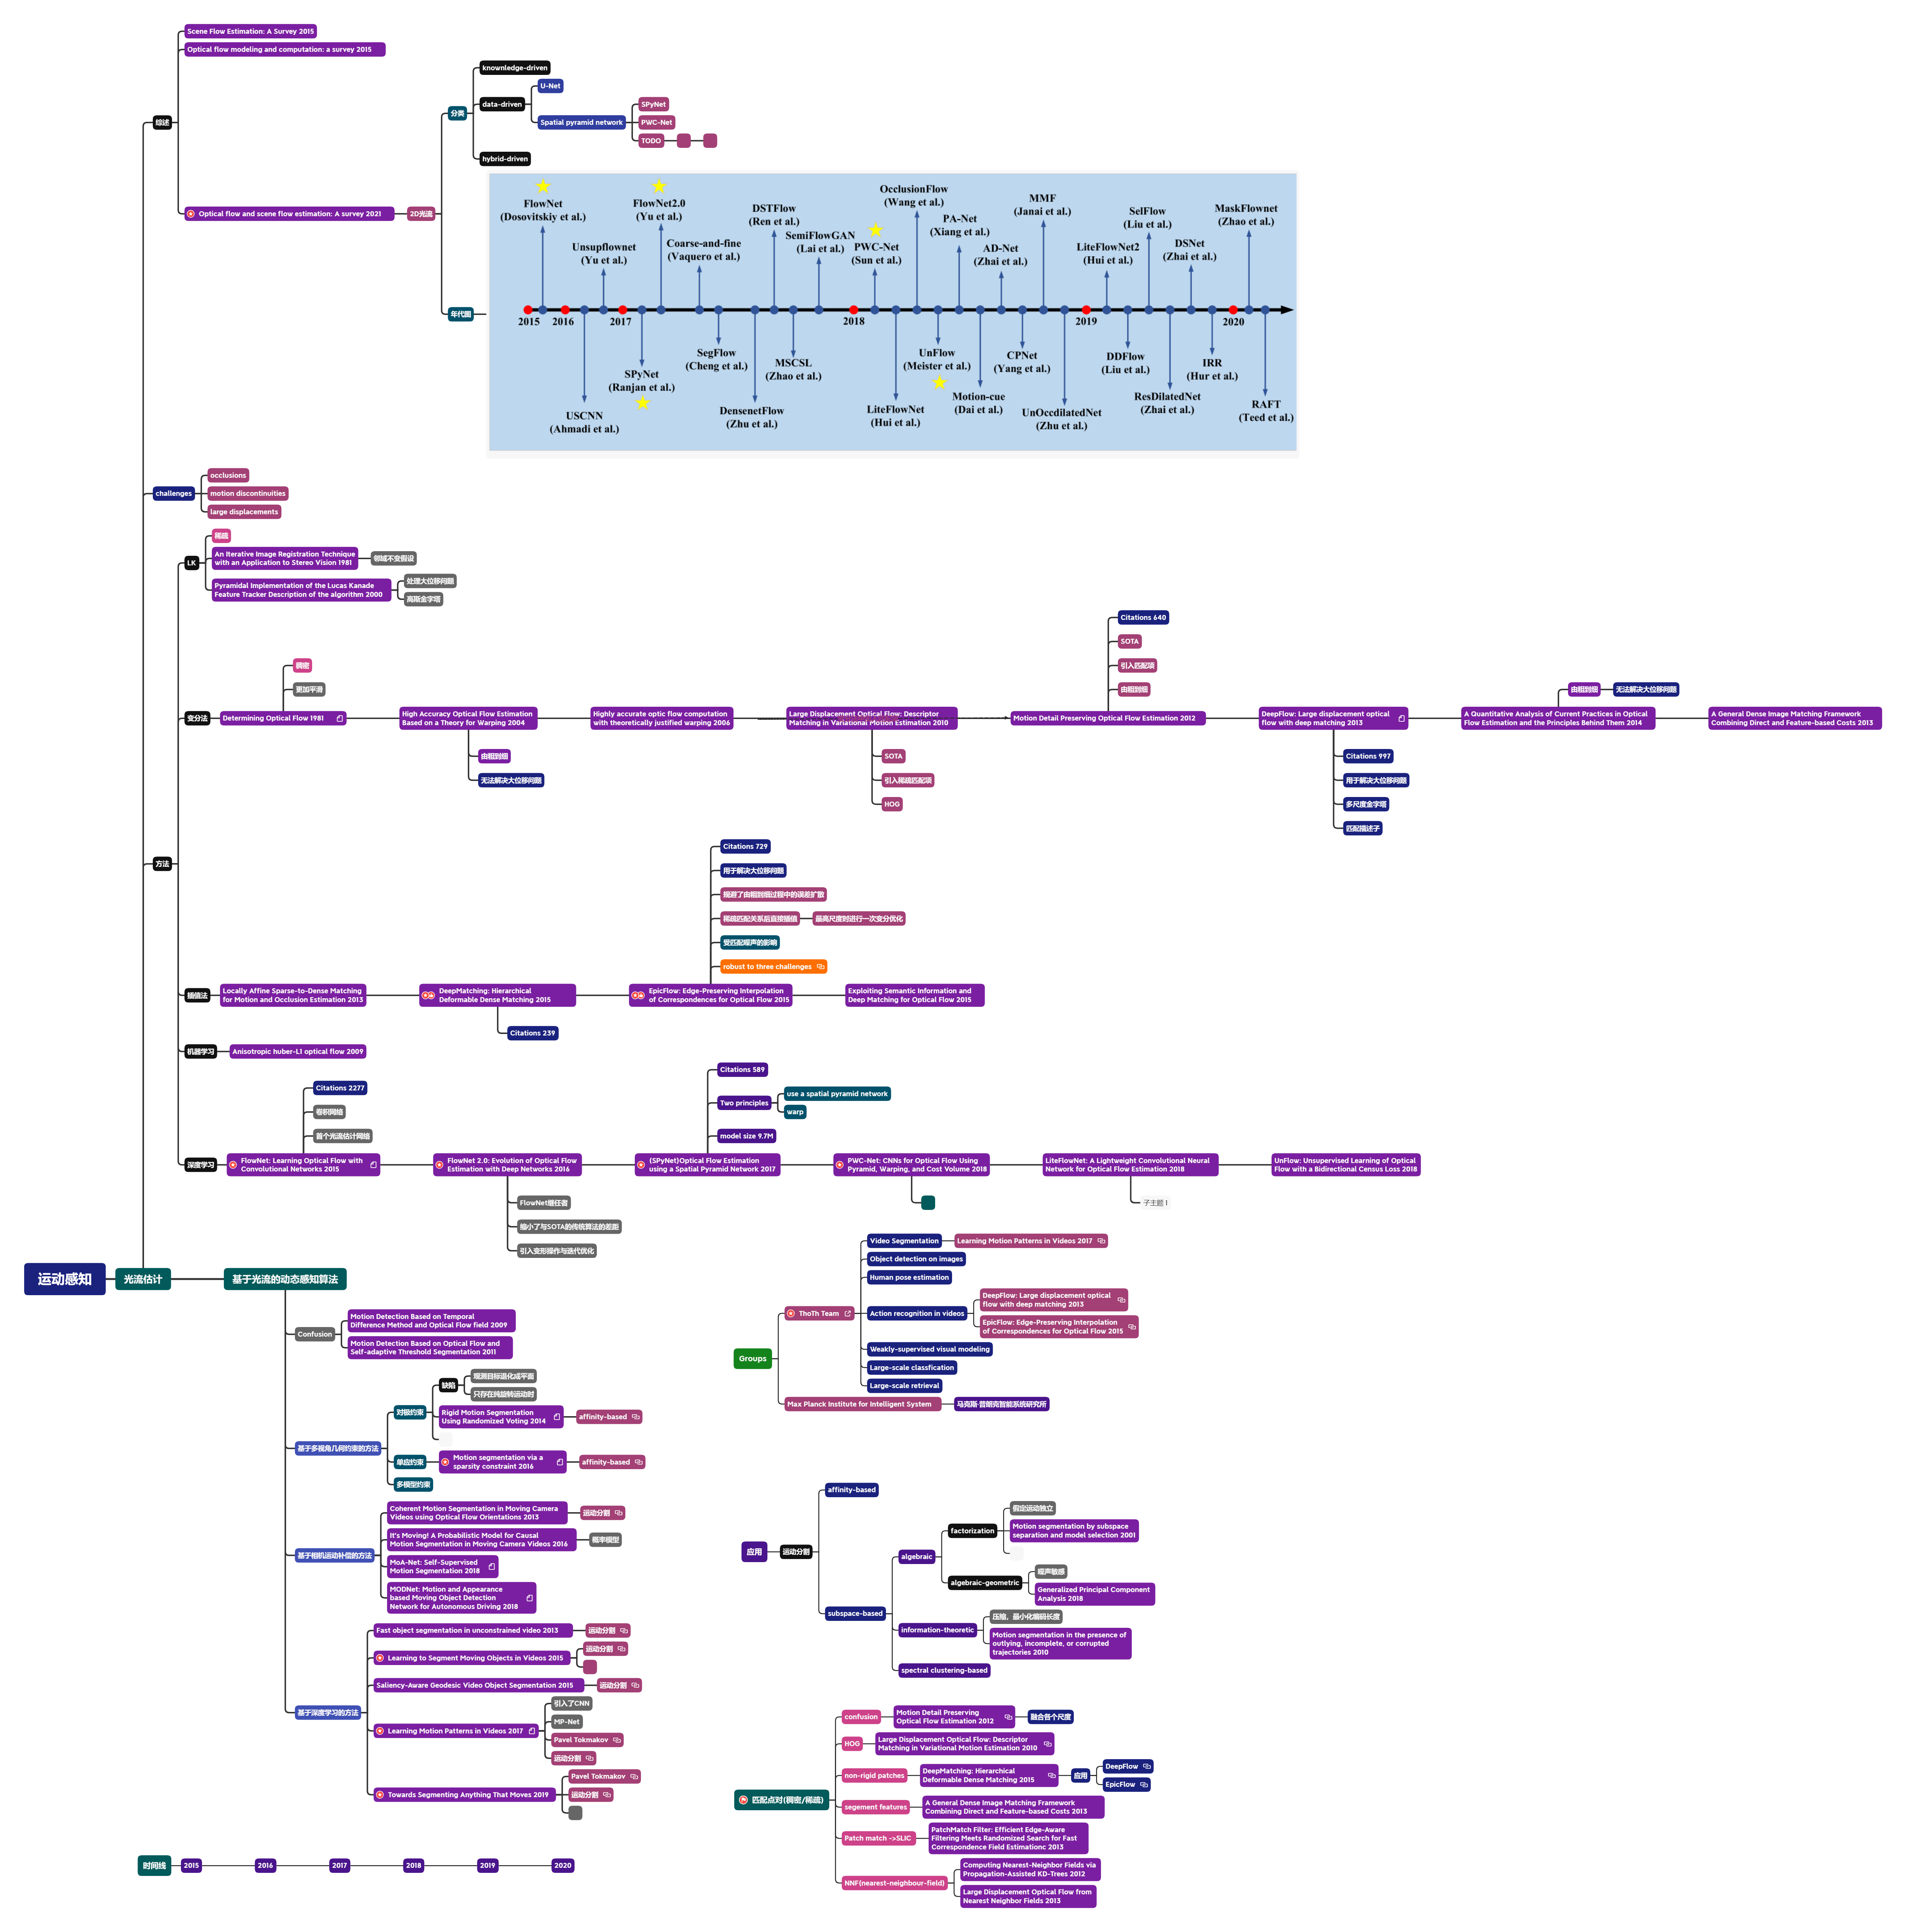 Scene Flow Estimation: A Survey 2015
Optical flow modeling and computation: a survey 2015
综述
Optical flow and scene flow estimation: A survey 2021
2D光流
分类
knownledge-driven
data-driven
U-Net
Spatial pyramid network
SPyNet
PWC-Net
TODO
hybrid-driven
年代图
FlowNet
(Dosovitskiy et al.)
Unsupflownet
(Yu et al.)
FlowNet2.0
(Yu et al.)
Coarse-and-fine
(Vaquero et al.)
DSTFlow
(Ren et al.)
SemiFlowGAN
(Lai et al.)
PWC-Net
(Sun et al.)
OcclusionFlow
(Wang et al.)
PA-Net
(Xiang et al.)
AD-Net
(Zhai et al.)
MMF
(Janai et al.)
LiteFlowNet2
(Hui et al.)
SelFlow
(Liu et al.)
DSNet
(Zhai et al.)
MaskFlownet
(Zhao et al.)
2015
2016
2017
2018
2019
2020
USCNN
(Ahmadi et al.)
SPyNet
(Ranjan et al.)
SegFlow
(Cheng et al.)
DensenetFlow
(Zhu et al.)
MSCSL
(Zhao et al.)
LiteFlowNet
(Hui et al.)
UnFlow
(Meister et al.)
Motion-cue
(Dai et al.)
CPNet
(Yang et al.)
UnOccdilatedNet
(Zhu et al.)
DDFlow
(Liu et al.)
ResDilatedNet
(Zhai et al.)
IRR
(Hur et al.)
RAFT
(Teed et al.)
challenges
occlusions
motion discontinuities
large displacements
方法
LK
稀疏
An Iterative Image Registration Technique
with an Application to Stereo Vision 1981
邻域不变假设
Pyramidal Implementation of the Lucas Kanade
Feature Tracker Description of the algorithm 2000
处理大位移问题
高斯金字塔
变分法
Determining Optical Flow 1981
稠密
更加平滑
High Accuracy Optical Flow Estimation
Based on a Theory for Warping 2004
由粗到细
无法解决大位移问题
Highly accurate optic flow computation
with theoretically justified warping 2006
Large Displacement Optical Flow: Descriptor
Matching in Variational Motion Estimation 2010
SOTA
引入稀疏匹配项
HOG
Motion Detail Preserving Optical Flow Estimation 2012
Citations 640
SOTA
引入匹配项
由粗到细
DeepFlow: Large displacement optical
flow with deep matching 2013
Citations 997
用于解决大位移问题
多尺度金字塔
匹配描述子
A Quantitative Analysis of Current Practices in Optical
Flow Estimation and the Principles Behind Them 2014
由粗到细
无法解决大位移问题
A General Dense Image Matching Framework
Combining Direct and Feature-based Costs 2013
插值法
Locally Affine Sparse-to-Dense Matching
for Motion and Occlusion Estimation 2013
DeepMatching: Hierarchical
Deformable Dense Matching 2015
Citations 239
EpicFlow: Edge-Preserving Interpolation
of Correspondences for Optical Flow 2015
Citations 729
用于解决大位移问题
规避了由粗到细过程中的误差扩散
稀疏匹配关系后直接插值
最高尺度时进行一次变分优化
受匹配噪声的影响
robust to three challenges
Exploiting Semantic Information and
Deep Matching for Optical Flow 2015
机器学习
Anisotropic huber-L1 optical flow 2009
深度学习
FlowNet: Learning Optical Flow with
Convolutional Networks 2015
Citations 2277
卷积网络
首个光流估计网络
FlowNet 2.0: Evolution of Optical Flow
Estimation with Deep Networks 2016
FlowNet继任者
缩小了与SOTA的传统算法的差距
引入变形操作与迭代优化
(SPyNet)Optical Flow Estimation
using a Spatial Pyramid Network 2017
Citations 589
Two principles
use a spatial pyramid network
warp
model size 9.7M
PWC-Net: CNNs for Optical Flow Using
Pyramid, Warping, and Cost Volume 2018
LiteFlowNet: A Lightweight Convolutional Neural
Network for Optical Flow Estimation 2018
子主题 1
UnFlow: Unsupervised Learning of Optical
Flow with a Bidirectional Census Loss 2018
运动感知
光流估计
基于光流的动态感知算法
Confusion
Motion Detection Based on Temporal
Difference Method and Optical Flow field 2009
Motion Detection Based on Optical Flow and
Self-adaptive Threshold Segmentation 2011
基于多视角几何约束的方法
对极约束
缺陷
观测目标退化成平面
只存在纯旋转运动时
Rigid Motion Segmentation
Using Randomized Voting 2014
affinity-based
单应约束
Motion segmentation via a
sparsity constraint 2016
affinity-based
多模型约束
基于相机运动补偿的方法
Coherent Motion Segmentation in Moving Camera
Videos using Optical Flow Orientations 2013
运动分割
It's Moving! A Probabilistic Model for Causal
Motion Segmentation in Moving Camera Videos 2016
概率模型
MoA-Net: Self-Supervised
Motion Segmentation 2018
MODNet: Motion and Appearance
based Moving Object Detection
Network for Autonomous Driving 2018
基于深度学习的方法
Fast object segmentation in unconstrained video 2013
运动分割
Learning to Segment Moving Objects in Videos 2015
运动分割
Saliency-Aware Geodesic Video Object Segmentation 2015
运动分割
Learning Motion Patterns in Videos 2017
引入了CNN
MP-Net
Pavel Tokmakov
运动分割
Towards Segmenting Anything That Moves 2019
Pavel Tokmakov
运动分割
时间线
2015
2016
2017
2018
2019
2020
Groups
ThoTh Team
Video Segmentation
Learning Motion Patterns in Videos 2017
Object detection on images
Human pose estimation
Action recognition in videos
DeepFlow: Large displacement optical
flow with deep matching 2013
EpicFlow: Edge-Preserving Interpolation
of Correspondences for Optical Flow 2015
Weakly-supervised visual modeling
Large-scale classfication
Large-scale retrieval
Max Planck Institute for Intelligent System
马克斯·普朗克智能系统研究所
应用
运动分割
affinity-based
subspace-based
algebraic
factorization
假定运动独立
Motion segmentation by subspace
separation and model selection 2001
algebraic-geometric
噪声敏感
Generalized Principal Component
Analysis 2018
information-theoretic
压缩，最小化编码长度
Motion segmentation in the presence of
outlying, incomplete, or corrupted
trajectories 2010
spectral clustering-based
匹配点对(稠密/稀疏)
confusion
Motion Detail Preserving
Optical Flow Estimation 2012
融合各个尺度
HOG
Large Displacement Optical Flow: Descriptor
Matching in Variational Motion Estimation 2010
non-rigid patches
DeepMatching: Hierarchical
Deformable Dense Matching 2015
应用
DeepFlow
EpicFlow
segement features
A General Dense Image Matching Framework
Combining Direct and Feature-based Costs 2013
Patch match ->SLIC
PatchMatch Filter: Efficient Edge-Aware
Filtering Meets Randomized Search for Fast
Correspondence Field Estimationc 2013
NNF(nearest-neighbour-field)
Computing Nearest-Neighbor Fields via
Propagation-Assisted KD-Trees 2012
Large Displacement Optical Flow from
Nearest Neighbor Fields 2013